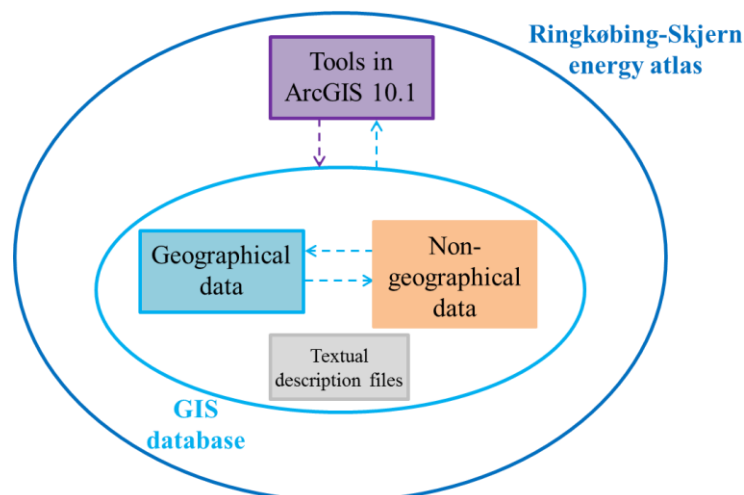 Ringkøbing-Skjern
energy atlas
Tools in
ArcGIS 10.1
Geographical
data
Non-
geographical
data
Textual
description files
GIS
database